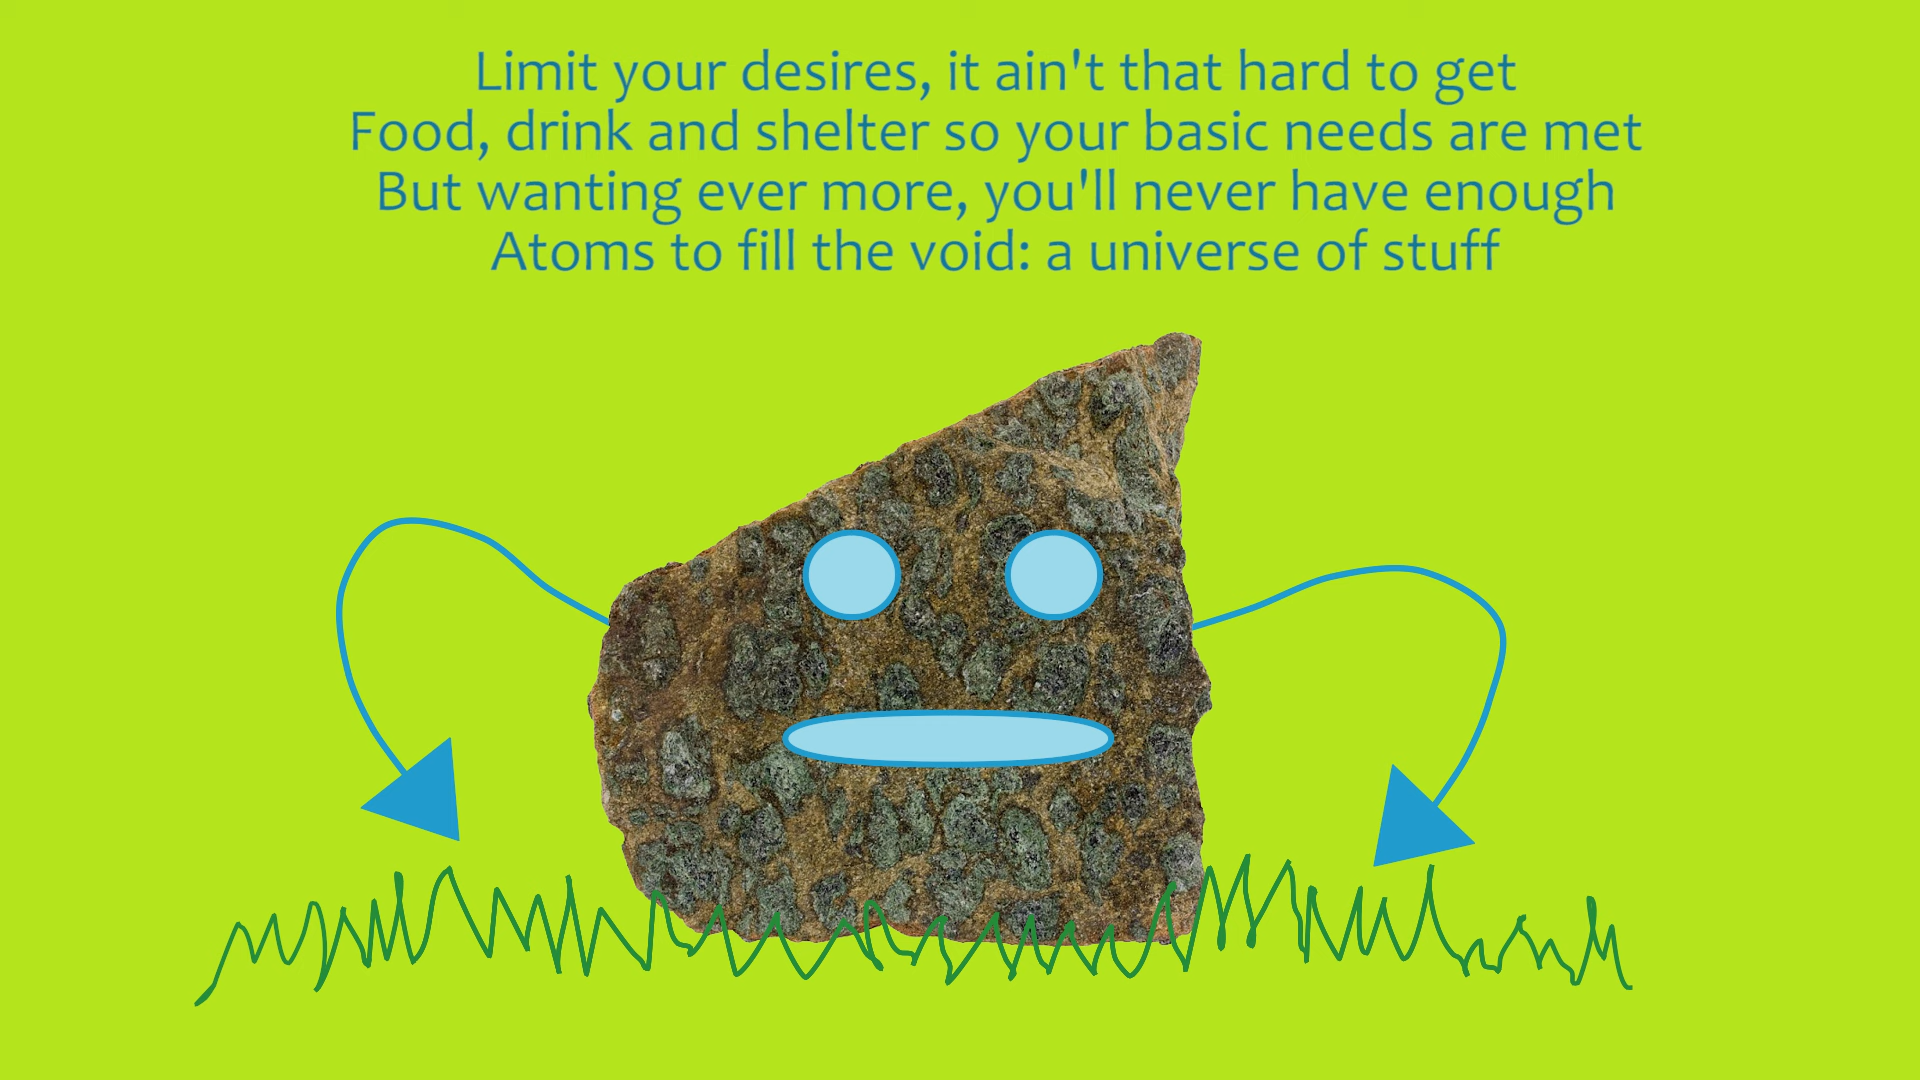 Limit your desires, it ain't that hard to get
Food, drink and shelter so your basic needs are met
But wanting ever more, you'll never have enough
Atoms to fill the void: a universe of stuff